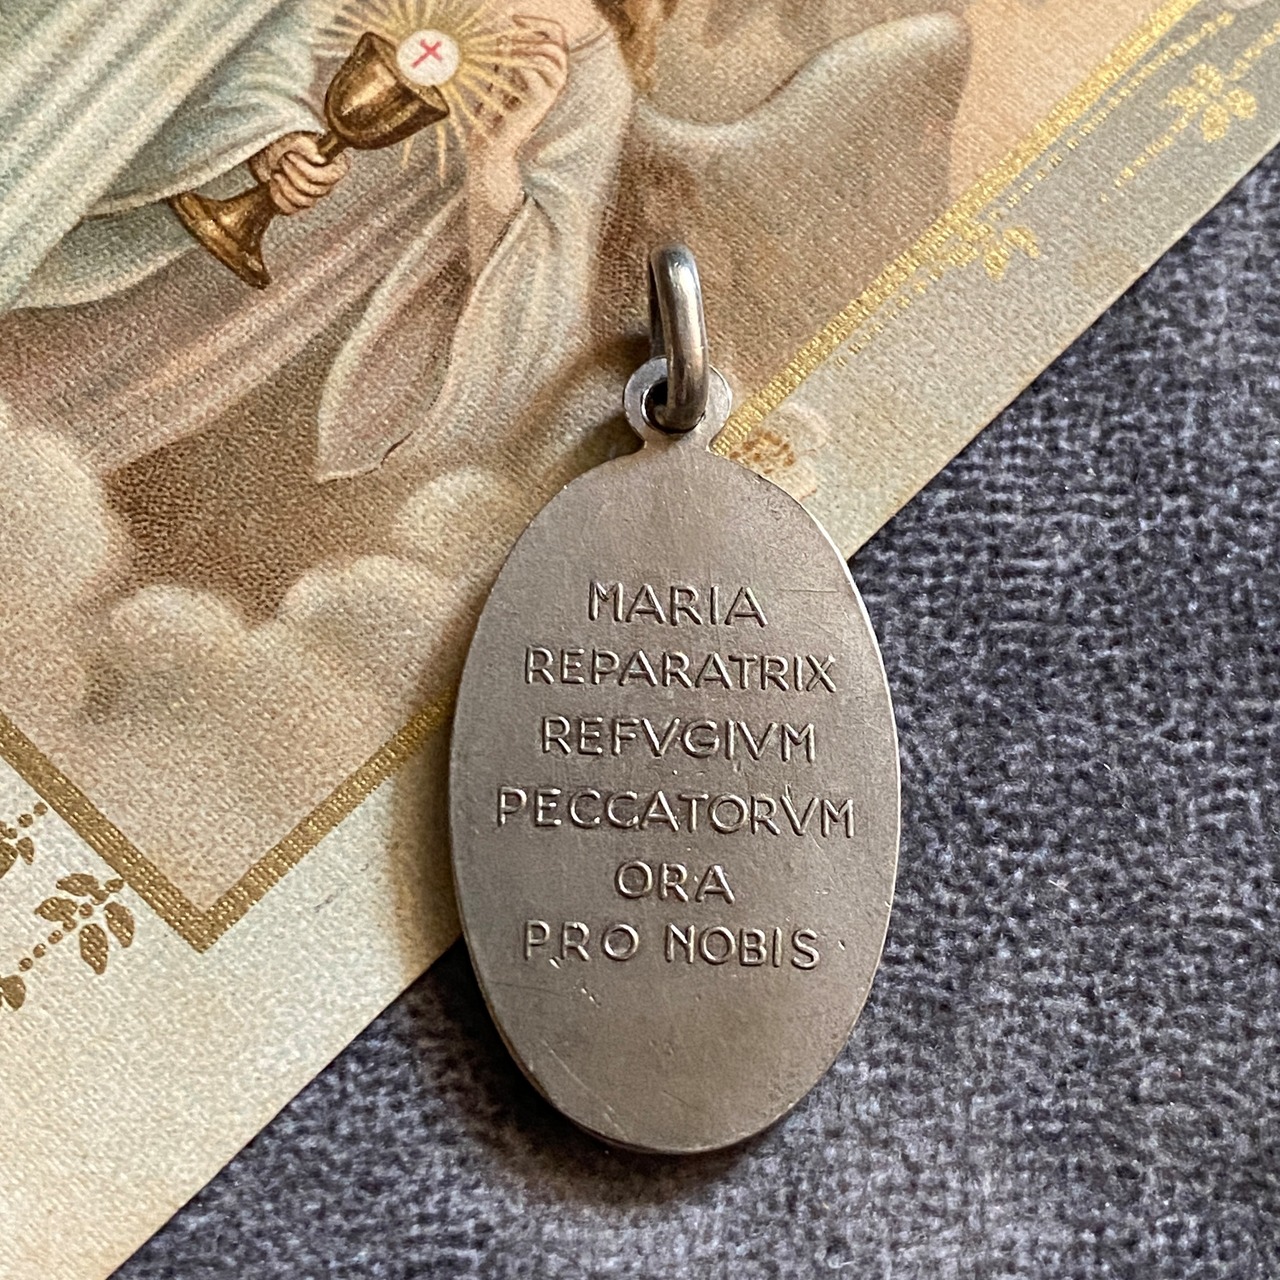 MARIA
REPARATRIX
REFVGIVM
PECCATORVM
ORA
PRO NOBIS